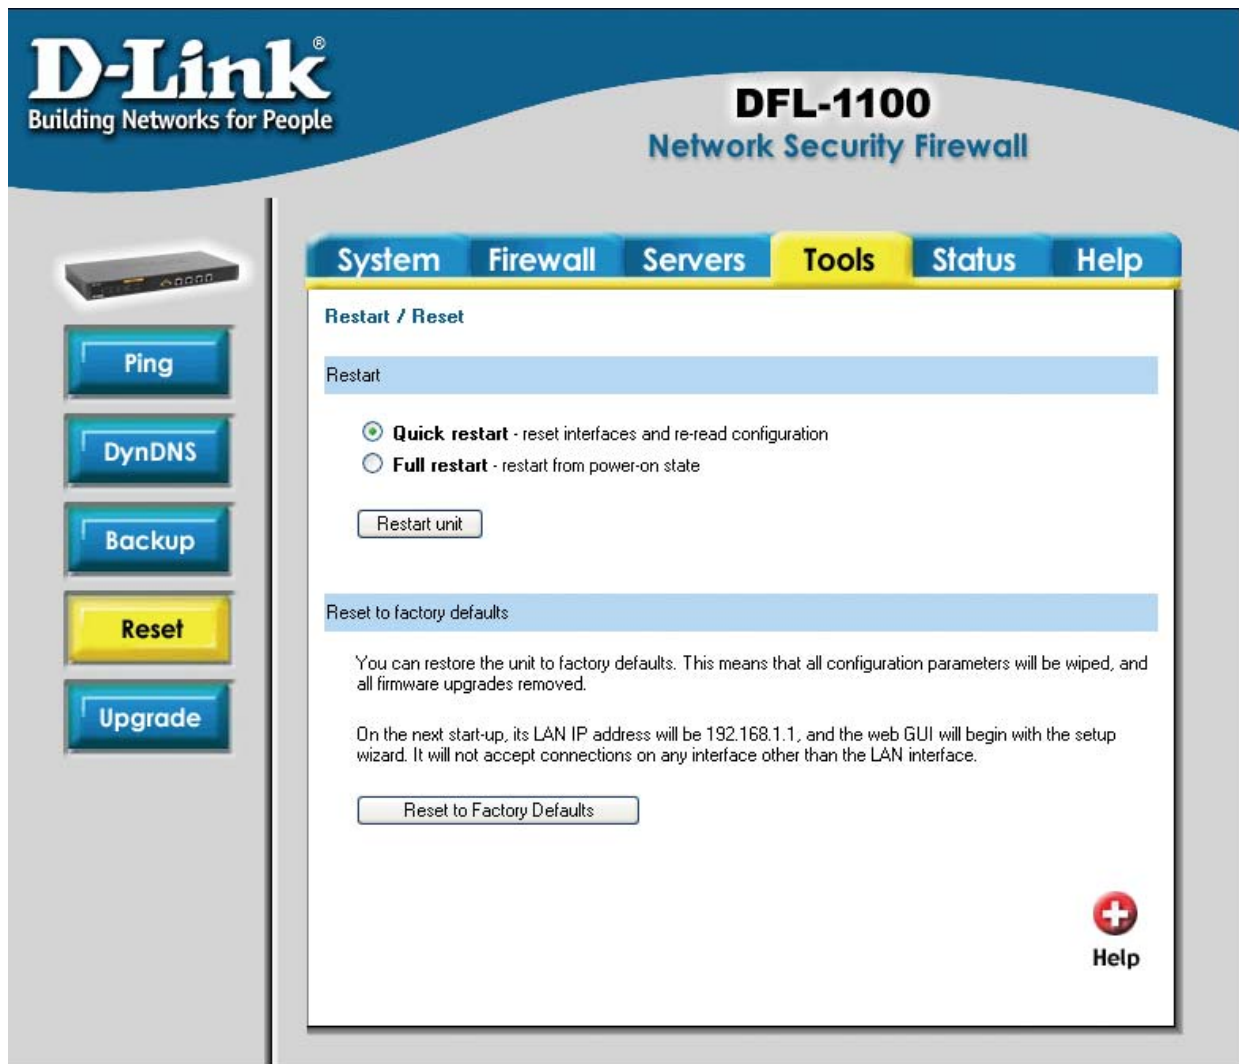 D-Link®
Building Networks for People
DFL-1100
Network Security Firewall
System Firewall Servers Tools Status Help
Ping
DynDNS
Backup
Reset
Upgrade
Restart / Reset
Restart
Quick restart - reset interfaces and re-read configuration
Full restart - restart from power-on state
Restart unit
Reset to factory defaults
You can restore the unit to factory defaults. This means that all configuration parameters will be wiped, and
all firmware upgrades removed.
On the next start-up, its LAN IP address will be 192.168.1.1, and the web GUI will begin with the setup
wizard. It will not accept connections on any interface other than the LAN interface.
Reset to Factory Defaults
Help